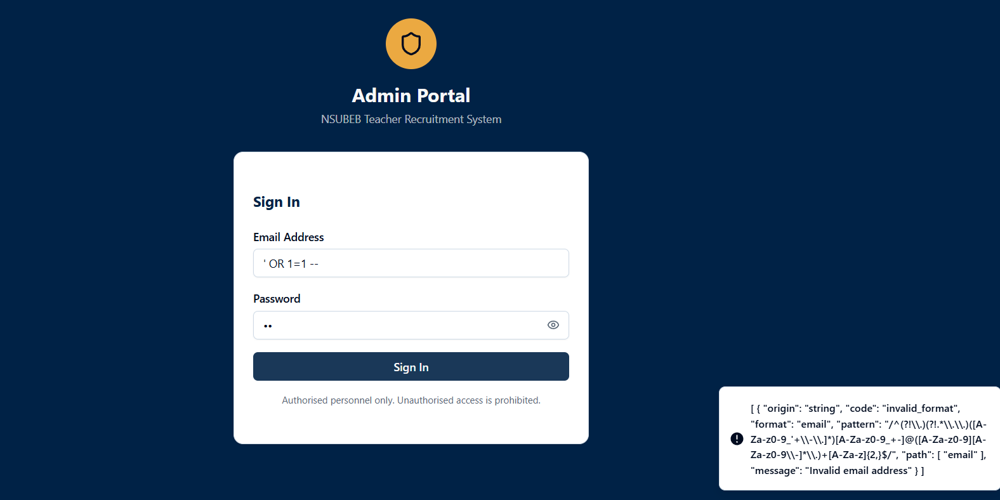 Admin Portal
NSUBEB Teacher Recruitment System
Sign In
Email Address
' OR 1=1 --
Password
••
Sign In
Authorised personnel only. Unauthorised access is prohibited.
[ { "origin": "string", "code": "invalid_format",
"format": "email", "pattern": "/^(?!\\.)(?!.*\\.\\.)([A-
Za-z0-9_'+\\-\\.]*)[A-Za-z0-9_+-]@([A-Za-z0-9][A-
Za-z0-9\\-]*\\.)+[A-Za-z]{2,}$/", "path": [ "email" ],
"message": "Invalid email address" } ]